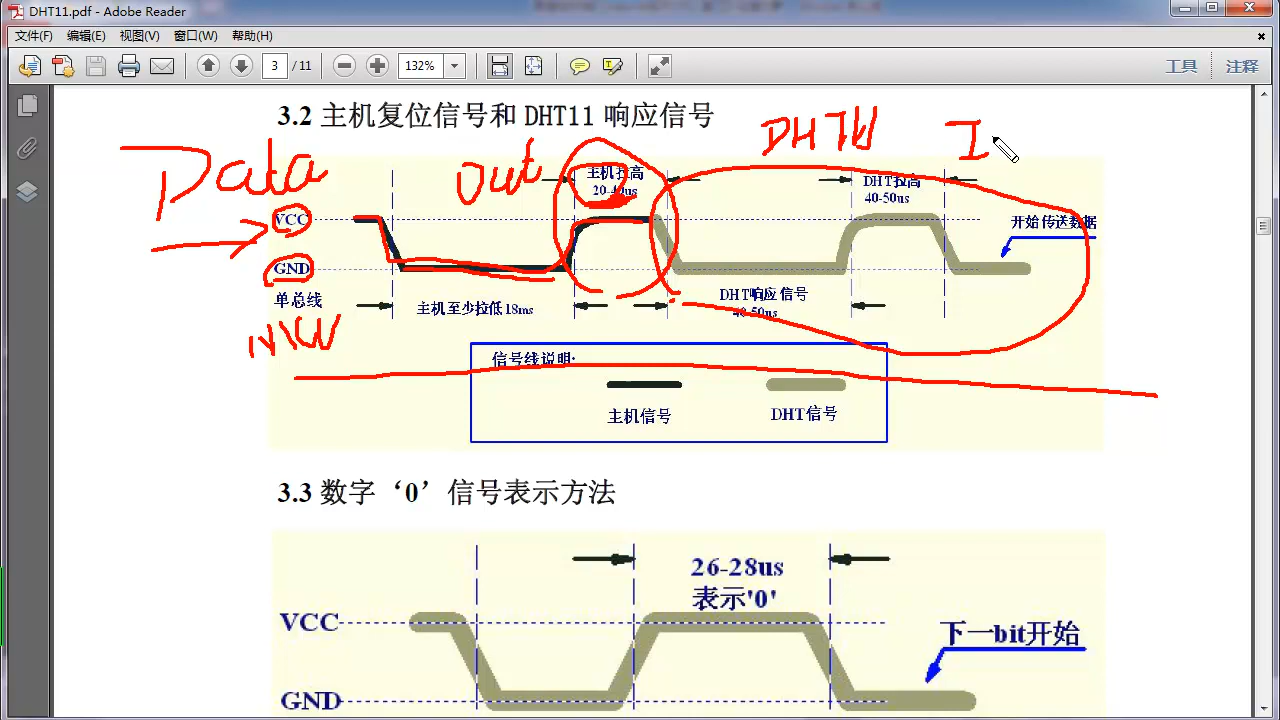 DHT11.pdf - Adobe Reader
文件(F) 编辑(E) 视图(V) 窗口(W) 帮助(H)
3 / 11 132% 工具 注释
3.2 主机复位信号和 DHT11 响应信号
Data out DHT11 I
主机拉高
20-40us
DHT拉高
40-50us
VCC
开始传送数据
GND
单总线
主机至少拉低18ms
DHT响应信号
40-50us
MCU
信号线说明:
主机信号 DHT信号
3.3 数字‘0’信号表示方法
26-28us
表示'0'
VCC
下一bit开始
GND